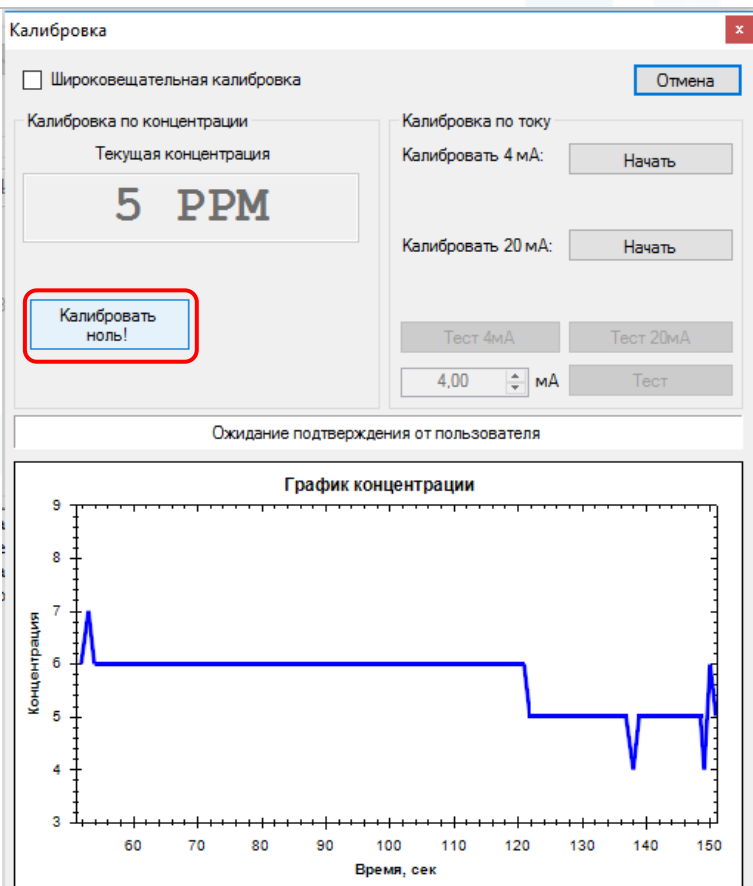 Калибровка
x
Широковещательная калибровка
Отмена
Калибровка по концентрации
Текущая концентрация
5 PPM
Калибровать
ноль!
Калибровка по току
Калибровать 4 мА:
Начать
Калибровать 20 мА:
Начать
Тест 4мА
Тест 20мА
4,00
мА
Тест
Ожидание подтверждения от пользователя
График концентрации
Концентрация
9
8
7
6
5
4
3
60 70 80 90 100 110 120 130 140 150
Время, сек